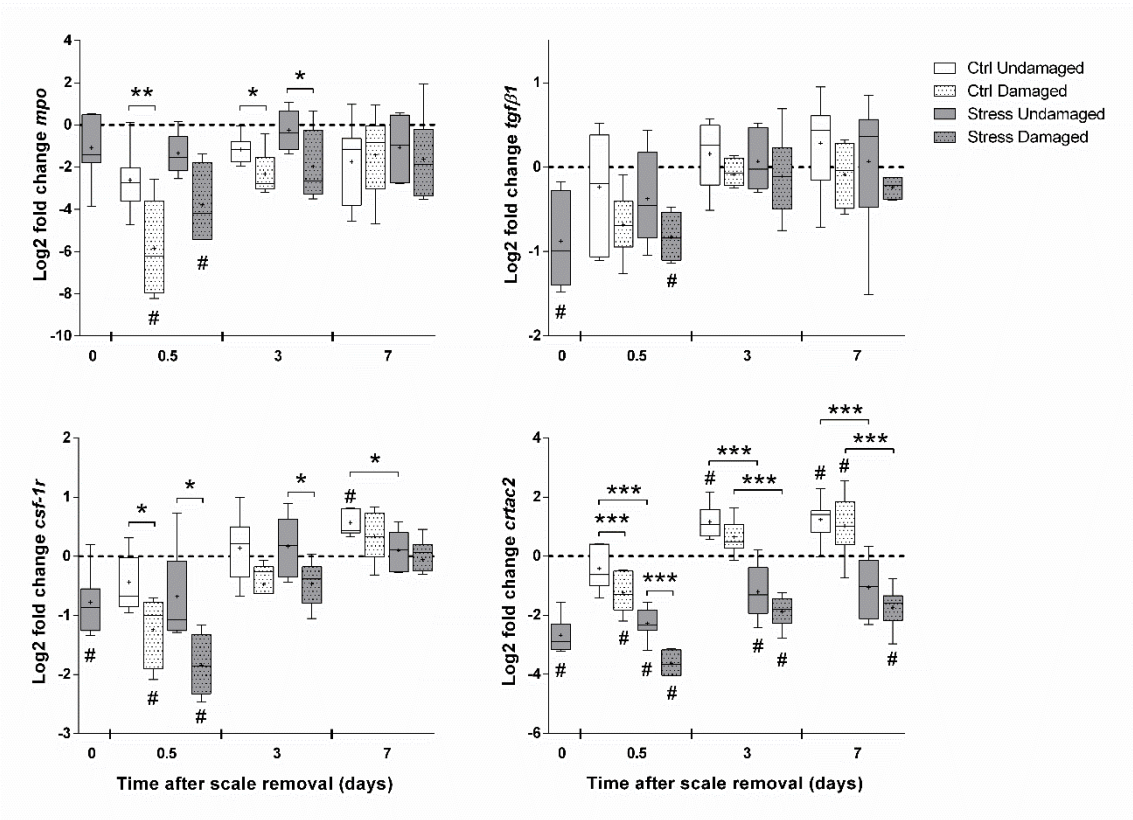 Log2 fold change mpo
4
2
0
-2
-4
-6
-8
-10
** * *
# #
0 0.5 3 7
Log2 fold change tgfβ1
1
0
-1
-2
# #
0 0.5 3 7
Ctrl Undamaged
Ctrl Damaged
Stress Undamaged
Stress Damaged
Log2 fold change csf-1r
2
1
0
-1
-2
-3
* * * *
# # # #
0 0.5 3 7
Time after scale removal (days)
Log2 fold change crtac2
4
2
0
-2
-4
-6
*** *** *** *** *** *** ***
# # # # # # # # # #
0 0.5 3 7
Time after scale removal (days)